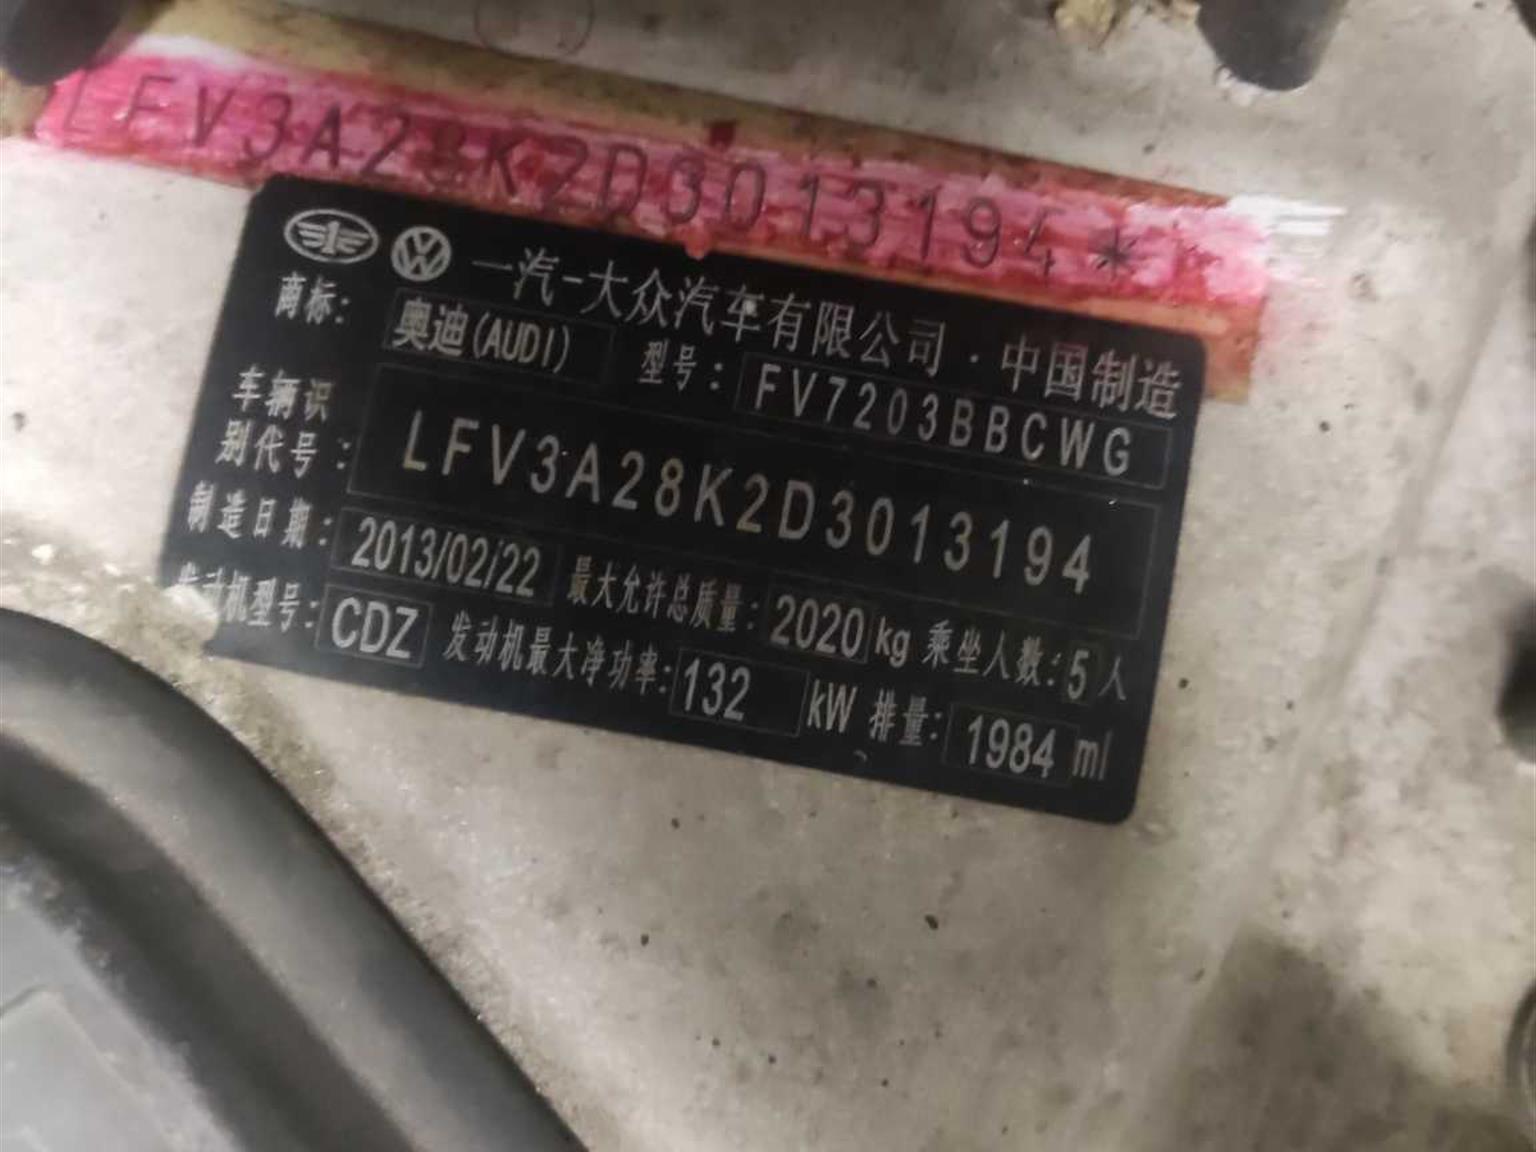 LFV3A28K2D3013194*
一汽-大众汽车有限公司·中国制造
商标: 奥迪(AUDI) 型号: FV7203BBCWG
车辆识别代号: LFV3A28K2D3013194
制造日期: 2013/02/22 最大允许总质量: 2020 kg 乘坐人数: 5 人
发动机型号: CDZ 发动机最大净功率: 132 kW 排量: 1984 ml